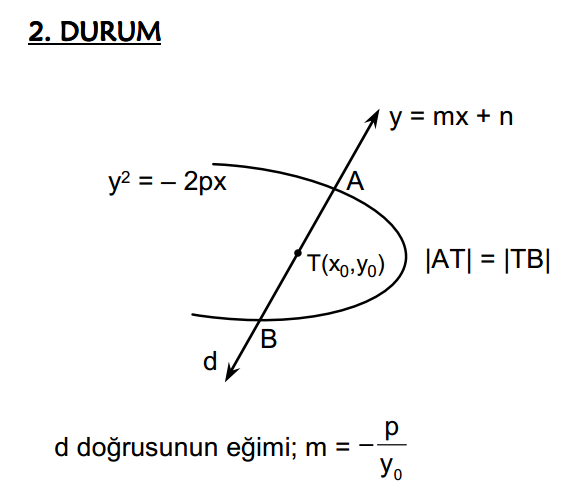 2. DURUM
y = mx + n
y² = – 2px
A
T(x₀,y₀)
|AT| = |TB|
B
d
d doğrusunun eğimi; m = – p/y₀